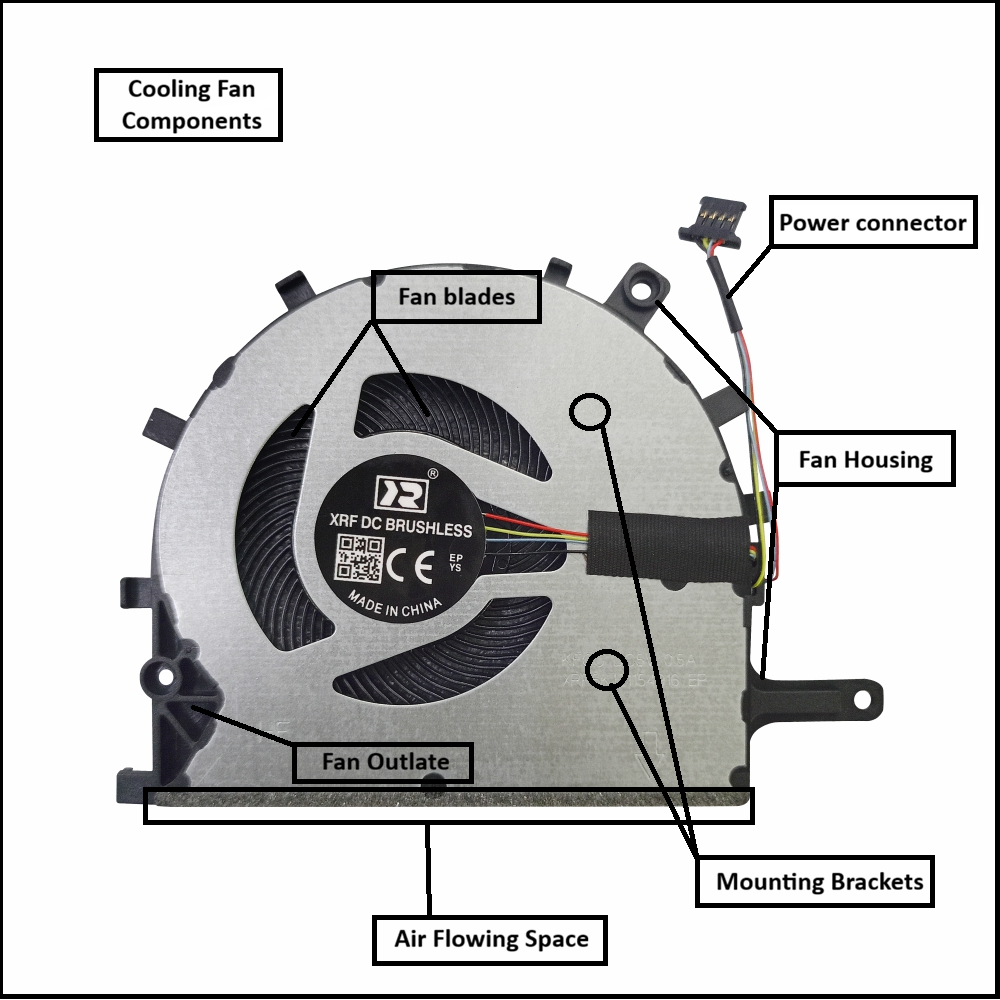 Cooling Fan
Components
Power connector
Fan blades
Fan Housing
®
XRF DC BRUSHLESS
CE
EP
YS
MADE IN CHINA
Fan Outlate
Mounting Brackets
Air Flowing Space